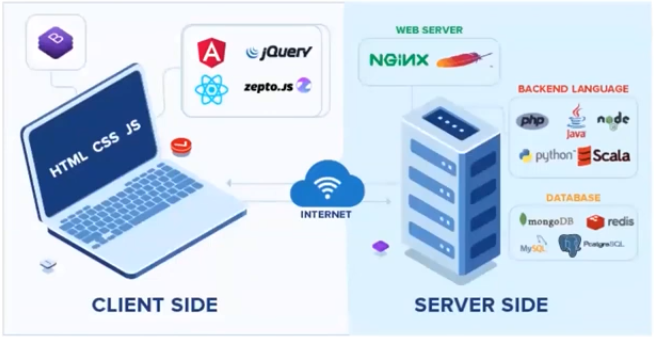 B
jQuery
zepto.JS
HTML CSS JS
WEB SERVER
NGiNX
BACKEND LANGUAGE
php
Java
node
python
Scala
INTERNET
DATABASE
mongoDB
redis
MySQL
PostgreSQL
CLIENT SIDE
SERVER SIDE